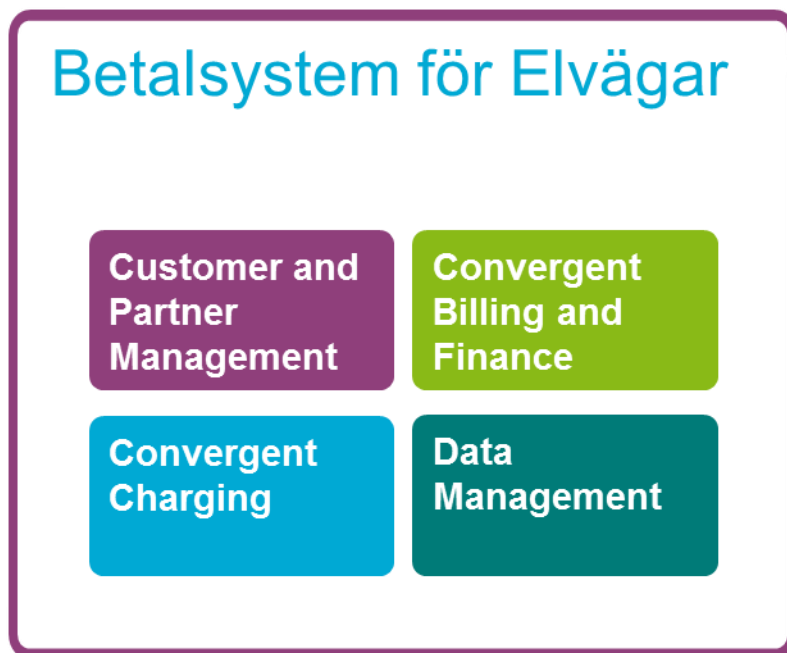 Betalsystem för Elvägar
Customer and
Partner
Management
Convergent
Billing and
Finance
Convergent
Charging
Data
Management